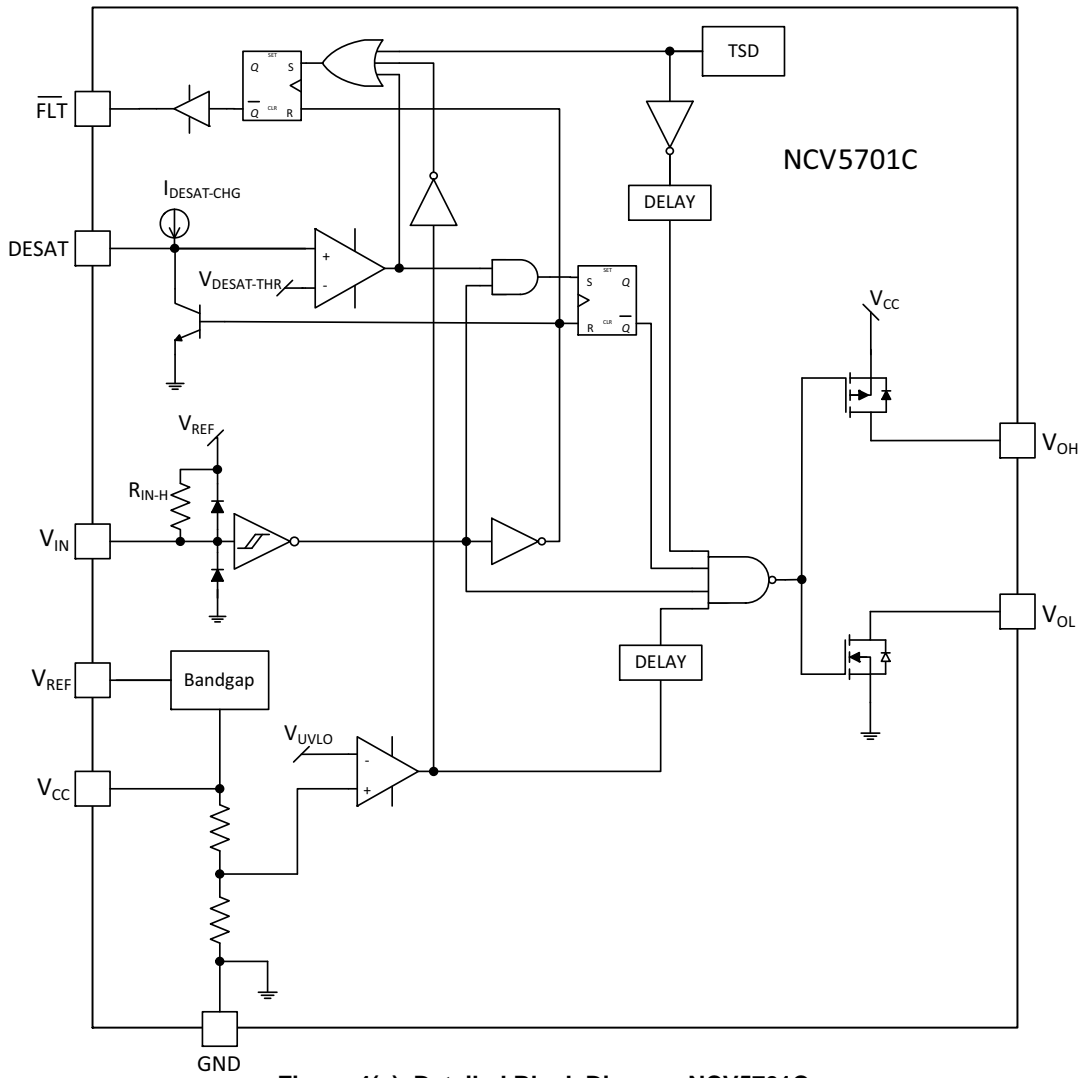 TSD
SET
Q
S
FLT
Q
CLR
R
NCV5701C
DELAY
IDESAT-CHG
DESAT
+
VDESAT-THR
-
SET
S
Q
R
CLR
Q
VCC
VOH
VREF
RIN-H
VIN
VOL
DELAY
VREF
Bandgap
VUVLO
-
VCC
+
GND